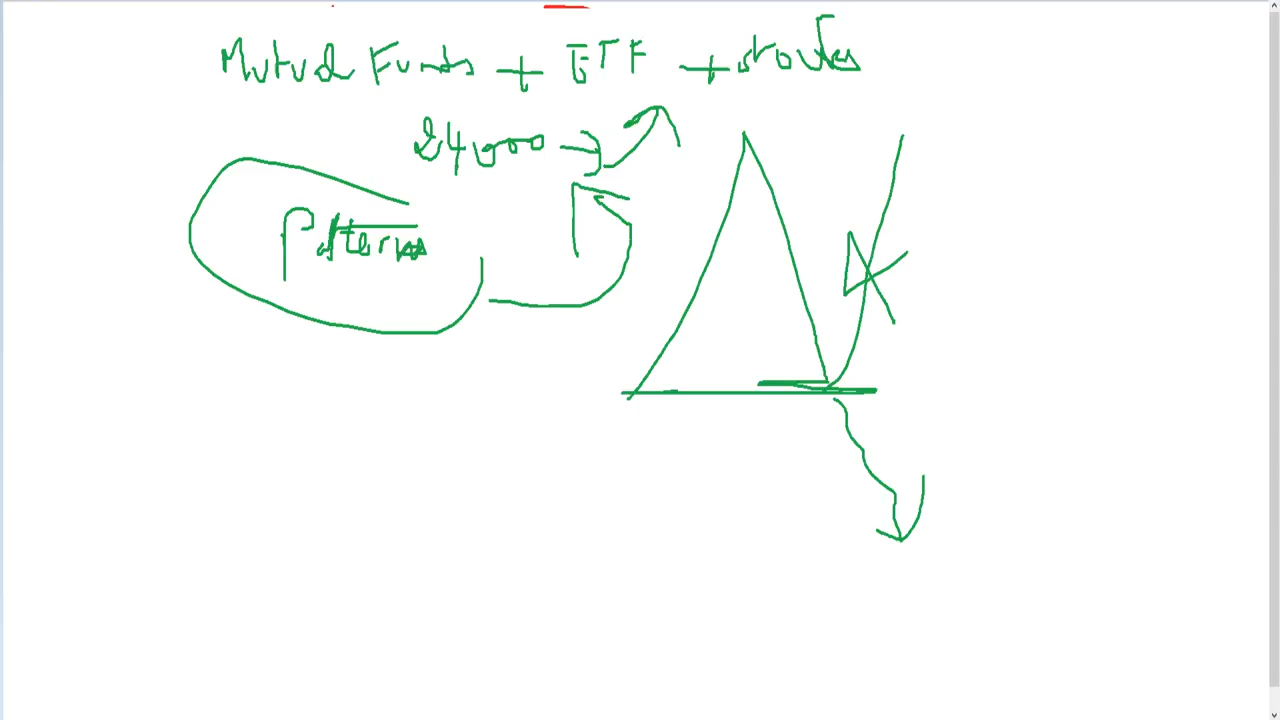 Mutual Funds + ETF + stocks
24000 →
Patterns